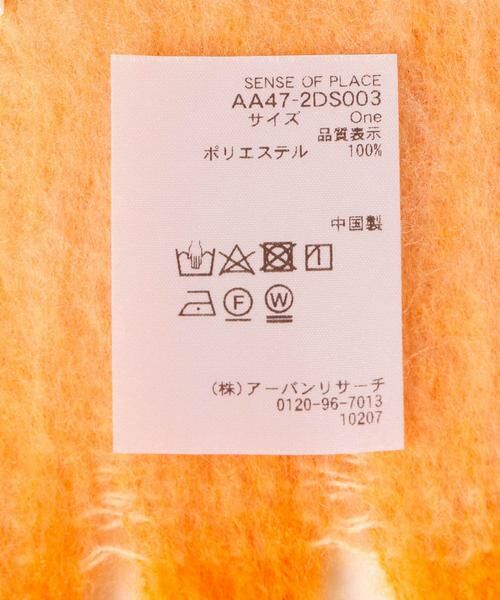 SENSE OF PLACE
AA47-2DS003
サイズ One
品質表示
ポリエステル 100%
中国製
F W
(株)アーバンリサーチ
0120-96-7013
10207